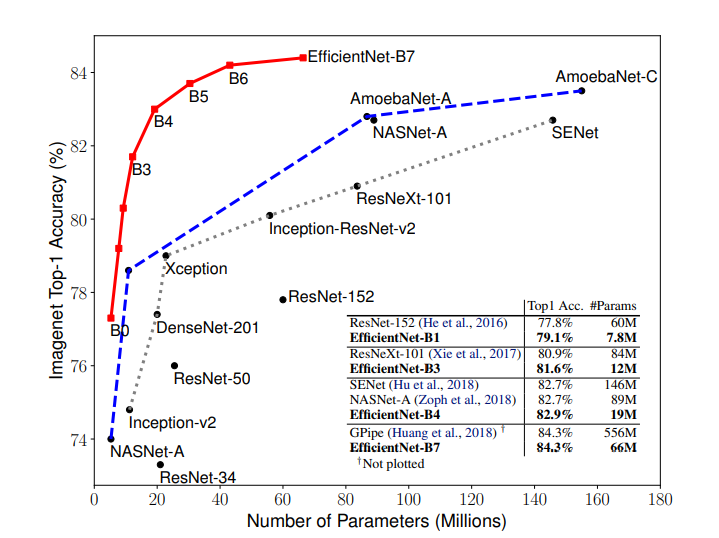 EfficientNet-B7
84
AmoebaNet-C
B6
B5
AmoebaNet-A
B4
NASNet-A
SENet
82
B3
ResNeXt-101
80
Inception-ResNet-v2
Xception
78
ResNet-152
B0
DenseNet-201
76
ResNet-50
Inception-v2
74
NASNet-A
ResNet-34
Imagenet Top-1 Accuracy (%)
0 20 40 60 80 100 120 140 160 180
Number of Parameters (Millions)
Top1 Acc. #Params
ResNet-152 (He et al., 2016) 77.8% 60M
EfficientNet-B1 79.1% 7.8M
ResNeXt-101 (Xie et al., 2017) 80.9% 84M
EfficientNet-B3 81.6% 12M
SENet (Hu et al., 2018) 82.7% 146M
NASNet-A (Zoph et al., 2018) 82.7% 89M
EfficientNet-B4 82.9% 19M
GPipe (Huang et al., 2018) † 84.3% 556M
EfficientNet-B7 84.3% 66M
†Not plotted